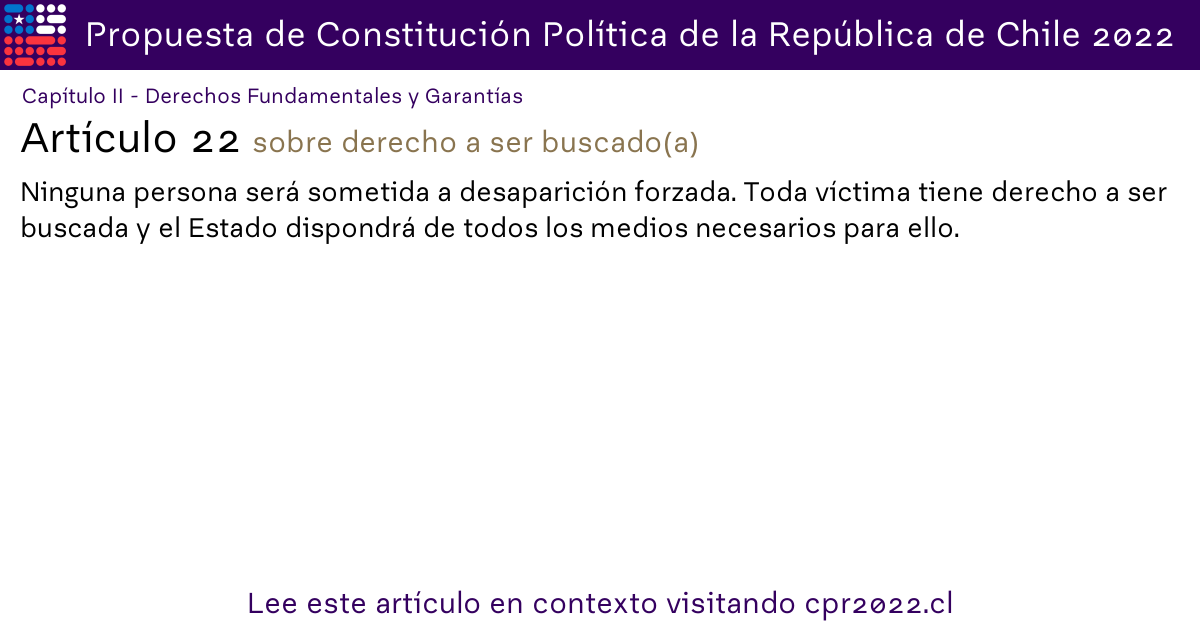 Propuesta de Constitución Política de la República de Chile 2022
Capítulo II - Derechos Fundamentales y Garantías
Artículo 22 sobre derecho a ser buscado(a)
Ninguna persona será sometida a desaparición forzada. Toda víctima tiene derecho a ser
buscada y el Estado dispondrá de todos los medios necesarios para ello.
Lee este artículo en contexto visitando cpr2022.cl